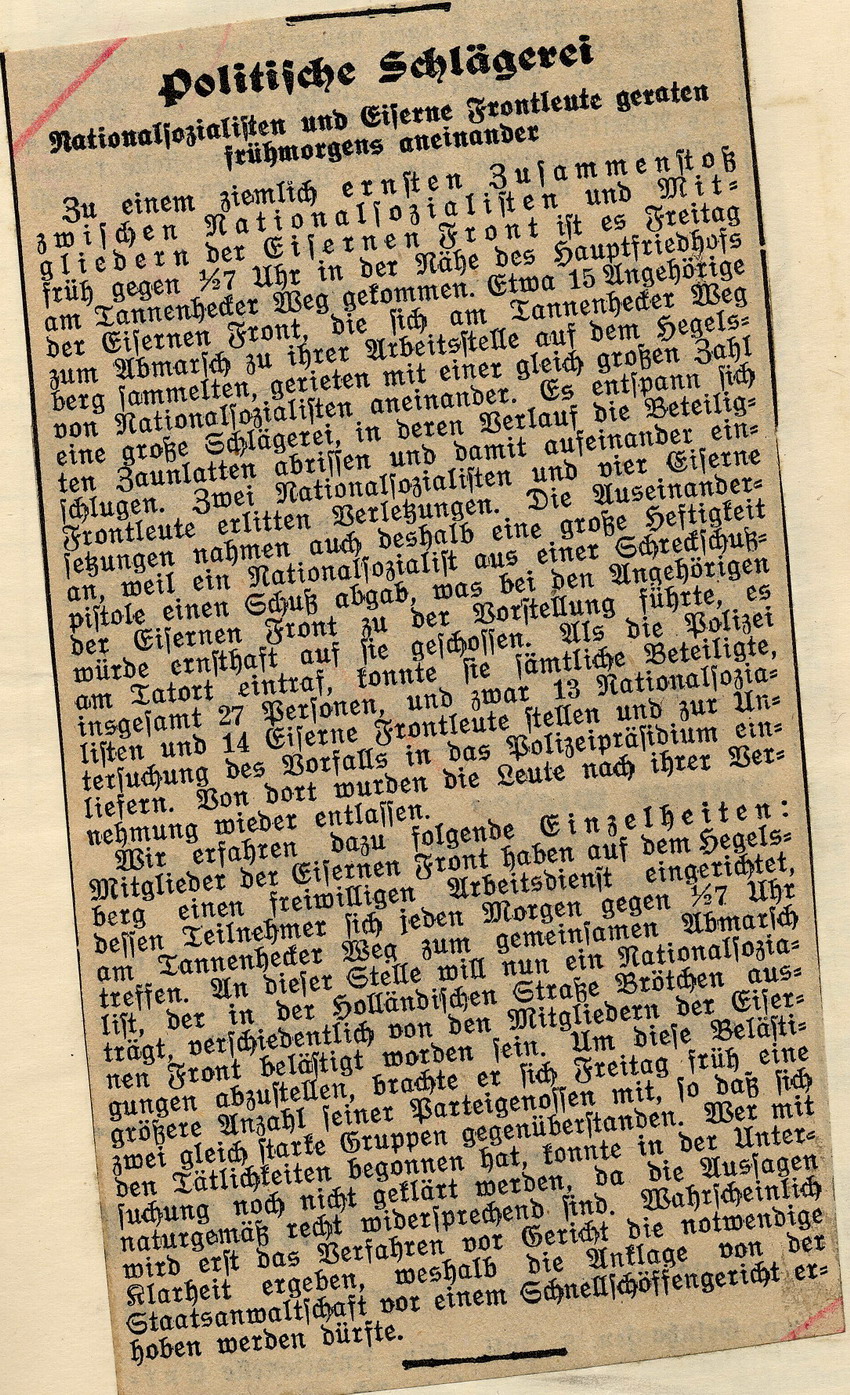 Politische Schlägerei
Nationalsozialisten und Eiserne Frontleute geraten
frühmorgens aneinander
Zu einem ziemlich ernsten Zusammenstoß
zwischen Nationalsozialisten und Mit-
gliedern der Eisernen Front ist es Freitag
früh gegen ½7 Uhr in der Nähe des Hauptfriedhofs
am Tannenhecker Weg gekommen. Etwa 15 Angehörige
der Eisernen Front, die sich am Tannenhecker Weg
zum Abmarsch zu ihrer Arbeitsstelle auf dem Hegels-
berg sammelten, gerieten mit einer gleich großen Zahl
von Nationalsozialisten aneinander. Es entspann sich
eine große Schlägerei, in deren Verlauf die Beteilig-
ten Zaunlatten abrissen und damit aufeinander ein-
schlugen. Zwei Nationalsozialisten und vier Eiserne
Frontleute erlitten Verletzungen. Die Auseinander-
setzungen nahmen auch deshalb eine große Heftigkeit
an, weil ein Nationalsozialist aus einer Schreckschuß-
pistole einen Schuß abgab, was bei den Angehörigen
der Eisernen Front zu der Vorstellung führte, es
würde ernsthaft auf sie geschossen. Als die Polizei
am Tatort eintraf, konnte sie sämtliche Beteiligte,
insgesamt 27 Personen, und zwar 13 Nationalsozia-
listen und 14 Eiserne Frontleute stellen und zur Un-
tersuchung des Vorfalls in das Polizeipräsidium ein-
liefern. Von dort wurden die Leute nach ihrer Ver-
nehmung wieder entlassen.
Wir erfahren dazu folgende Einzelheiten:
Mitglieder der Eisernen Front haben auf dem Hegels-
berg einen freiwilligen Arbeitsdienst eingerichtet,
dessen Teilnehmer sich jeden Morgen gegen ½7 Uhr
am Tannenhecker Weg zum gemeinsamen Abmarsch
treffen. An dieser Stelle will nun ein Nationalsozia-
list, der in der Holländischen Straße Brötchen aus-
trägt, verschiedentlich von den Mitgliedern der Eiser-
nen Front belästigt worden sein. Um diese Belästi-
gungen abzustellen, brachte er sich Freitag früh eine
größere Anzahl seiner Parteigenossen mit, so daß sich
zwei gleich starke Gruppen gegenüberstanden. Wer mit
den Tätlichkeiten begonnen hat, konnte in der Unter-
suchung noch nicht geklärt werden, da die Aussagen
naturgemäß recht widersprechend sind. Wahrscheinlich
wird erst das Verfahren vor Gericht die notwendige
Klarheit ergeben, weshalb die Anklage von der
Staatsanwaltschaft vor einem Schnellschöffengericht er-
hoben werden dürfte.